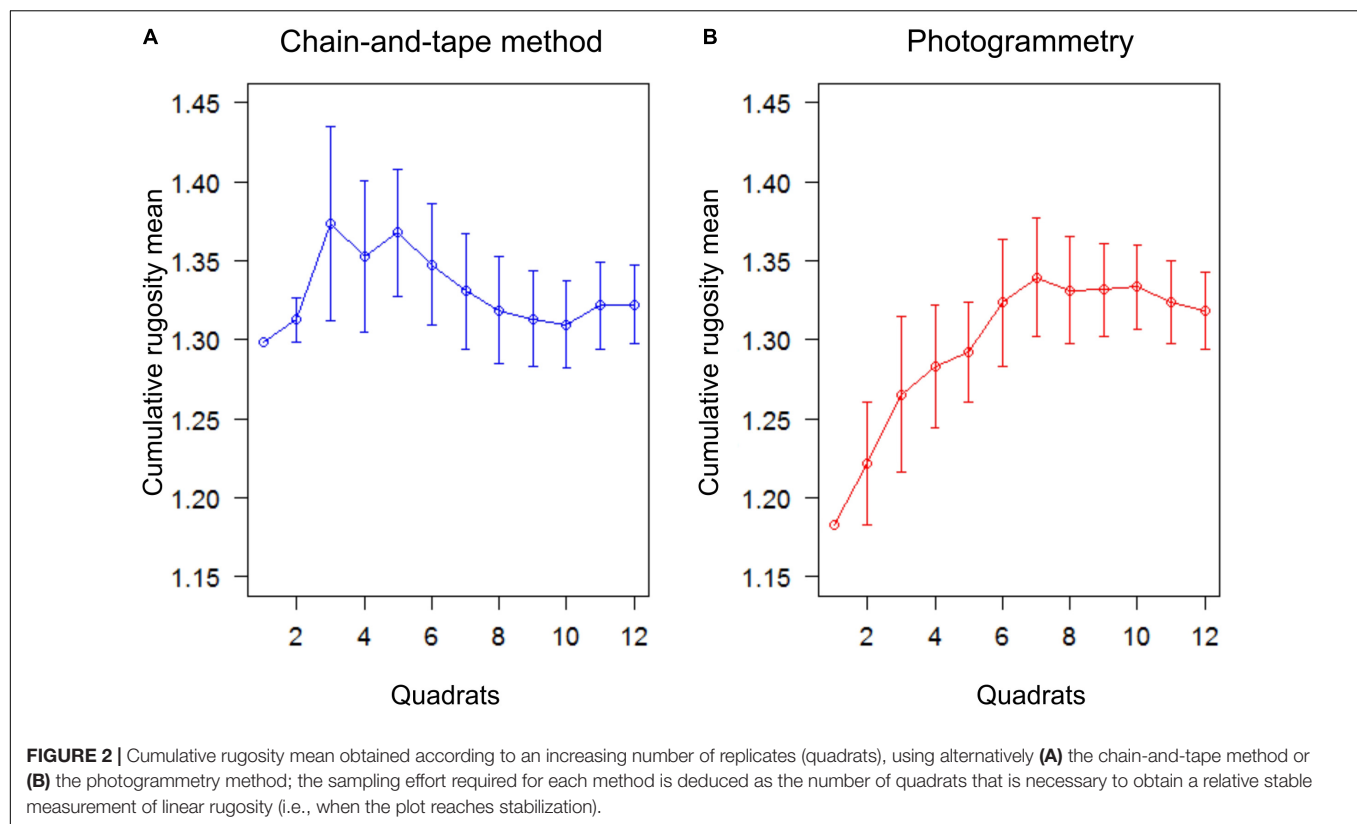 A Chain-and-tape method
B Photogrammetry
Cumulative rugosity mean
1.45
1.40
1.35
1.30
1.25
1.20
1.15
2 4 6 8 10 12
Quadrats
Cumulative rugosity mean
1.45
1.40
1.35
1.30
1.25
1.20
1.15
2 4 6 8 10 12
Quadrats
FIGURE 2 | Cumulative rugosity mean obtained according to an increasing number of replicates (quadrats), using alternatively (A) the chain-and-tape method or
(B) the photogrammetry method; the sampling effort required for each method is deduced as the number of quadrats that is necessary to obtain a relative stable
measurement of linear rugosity (i.e., when the plot reaches stabilization).